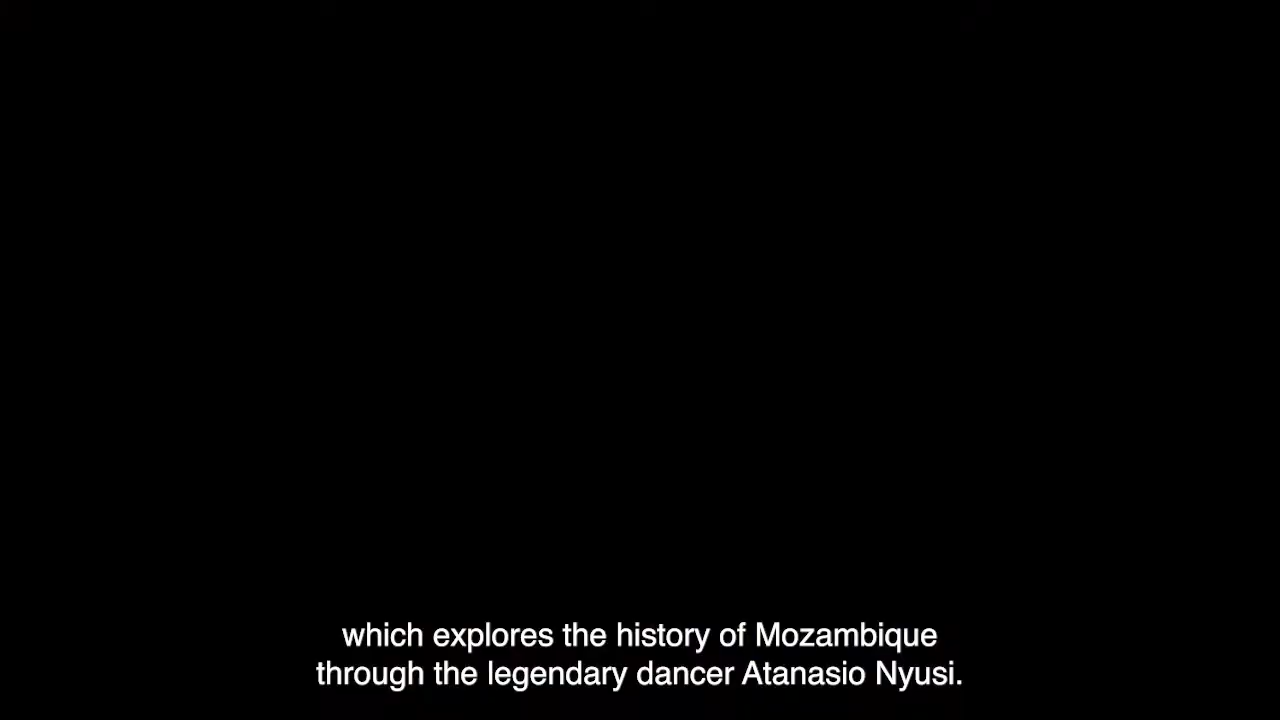 which explores the history of Mozambique
through the legendary dancer Atanasio Nyusi.